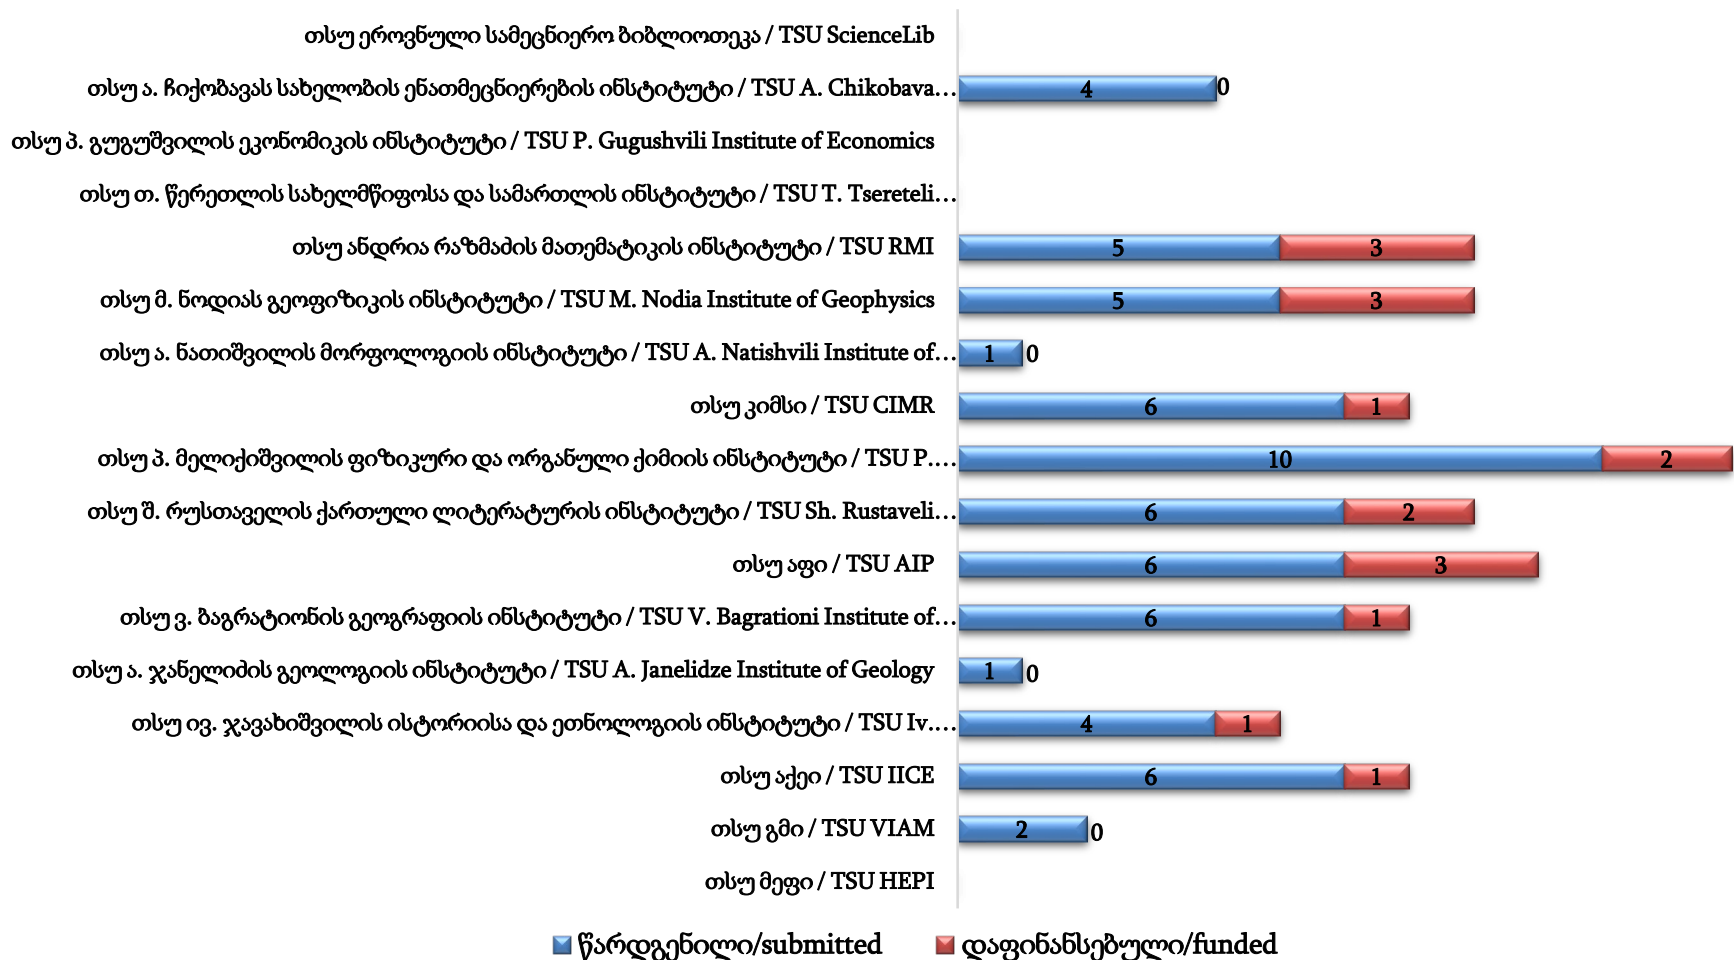 თსუ ეროვნული სამეცნიერო ბიბლიოთეკა / TSU ScienceLib
თსუ ა. ჩიქობავას სახელობის ენათმეცნიერების ინსტიტუტი / TSU A. Chikobava... 4 0
თსუ პ. გუგუშვილის ეკონომიკის ინსტიტუტი / TSU P. Gugushvili Institute of Economics
თსუ თ. წერეთლის სახელმწიფოსა და სამართლის ინსტიტუტი / TSU T. Tsereteli...
თსუ ანდრია რაზმაძის მათემატიკის ინსტიტუტი / TSU RMI 5 3
თსუ მ. ნოდიას გეოფიზიკის ინსტიტუტი / TSU M. Nodia Institute of Geophysics 5 3
თსუ ა. ნათიშვილის მორფოლოგიის ინსტიტუტი / TSU A. Natishvili Institute of... 1 0
თსუ კიმსი / TSU CIMR 6 1
თსუ პ. მელიქიშვილის ფიზიკური და ორგანული ქიმიის ინსტიტუტი / TSU P.... 10 2
თსუ შ. რუსთაველის ქართული ლიტერატურის ინსტიტუტი / TSU Sh. Rustaveli... 6 2
თსუ აფი / TSU AIP 6 3
თსუ ვ. ბაგრატიონის გეოგრაფიის ინსტიტუტი / TSU V. Bagrationi Institute of... 6 1
თსუ ა. ჯანელიძის გეოლოგიის ინსტიტუტი / TSU A. Janelidze Institute of Geology 1 0
თსუ ივ. ჯავახიშვილის ისტორიისა და ეთნოლოგიის ინსტიტუტი / TSU Iv.... 4 1
თსუ აქეი / TSU IICE 6 1
თსუ გმი / TSU VIAM 2 0
თსუ მეფი / TSU HEPI
წარდგენილი/submitted დაფინანსებული/funded